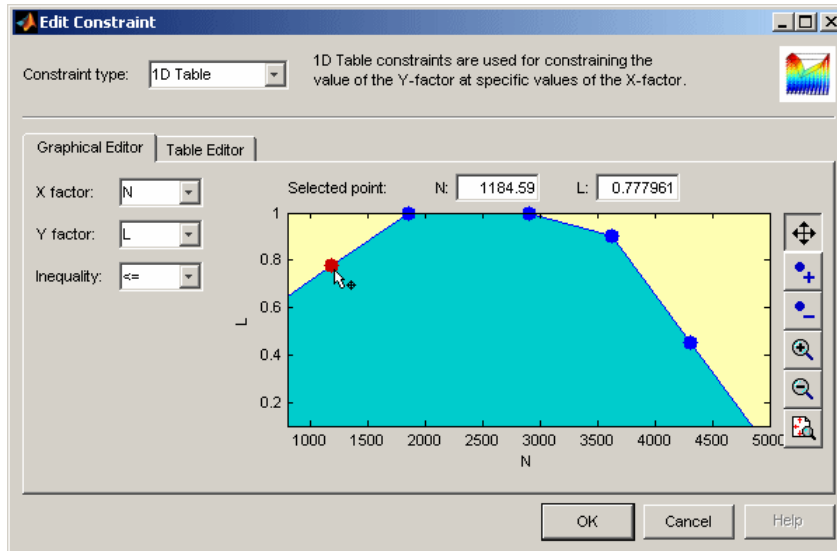 Edit Constraint
Constraint type: 1D Table
1D Table constraints are used for constraining the
value of the Y-factor at specific values of the X-factor.
Graphical Editor Table Editor
X factor: N
Y factor: L
Inequality: <=
Selected point: N: 1184.59 L: 0.777961
1
0.8
0.6
0.4
0.2
L
1000 1500 2000 2500 3000 3500 4000 4500 5000
N
OK Cancel Help